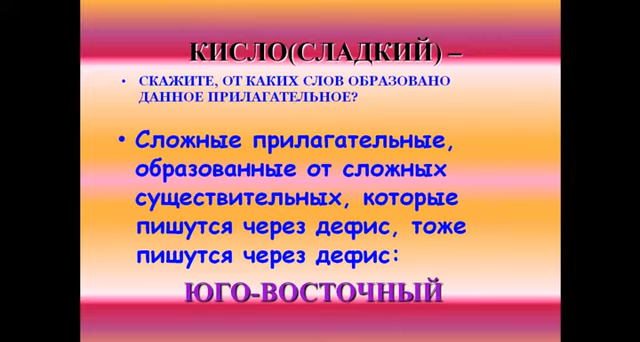 КИСЛО(СЛАДКИЙ) –
• СКАЖИТЕ, ОТ КАКИХ СЛОВ ОБРАЗОВАНО
ДАННОЕ ПРИЛАГАТЕЛЬНОЕ?
• Сложные прилагательные,
образованные от сложных
существительных, которые
пишутся через дефис, тоже
пишутся через дефис:
ЮГО-ВОСТОЧНЫЙ